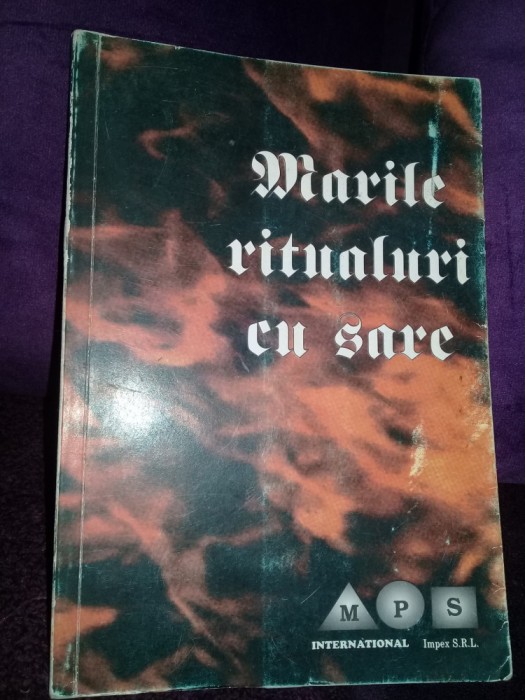 Marile
ritualuri
cu sare
M P S
INTERNATIONAL Impex S.R.L.